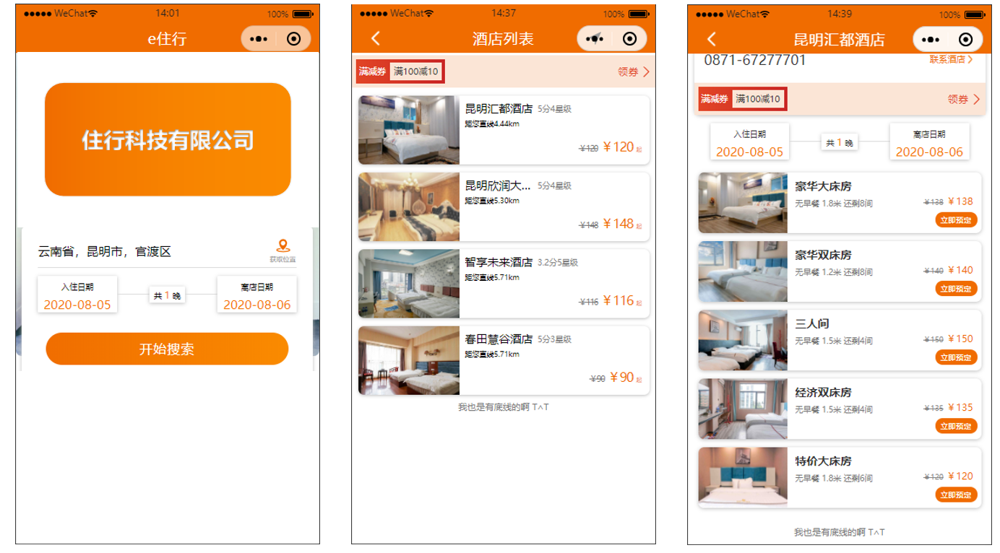 WeChat 14:01 100%
e住行
住行科技有限公司
云南省，昆明市，官渡区
获取位置
入住日期
2020-08-05
共 1 晚
离店日期
2020-08-06
开始搜索
WeChat 14:37 100%
酒店列表
满减券 满100减10 领券
昆明汇都酒店 5分4星级
距您直线4.44km
¥120 ¥120 起
昆明欣润大... 5分4星级
距您直线5.30km
¥148 ¥148 起
智享未来酒店 3.2分5星级
距您直线5.71km
¥116 ¥116 起
春田慧谷酒店 5分3星级
距您直线5.71km
¥90 ¥90 起
我也是有底线的啊 T^T
WeChat 14:39 100%
昆明汇都酒店
0871-67277701 联系酒店
满减券 满100减10 领券
入住日期
2020-08-05
共 1 晚
离店日期
2020-08-06
豪华大床房
无早餐 1.8米 还剩8间
¥138 ¥138
立即预定
豪华双床房
无早餐 1.2米 还剩8间
¥140 ¥140
立即预定
三人间
无早餐 1.5米 还剩4间
¥150 ¥150
立即预定
经济双床房
无早餐 1.5米 还剩4间
¥135 ¥135
立即预定
特价大床房
无早餐 1.8米 还剩6间
¥120 ¥120
立即预定
我也是有底线的啊 T^T